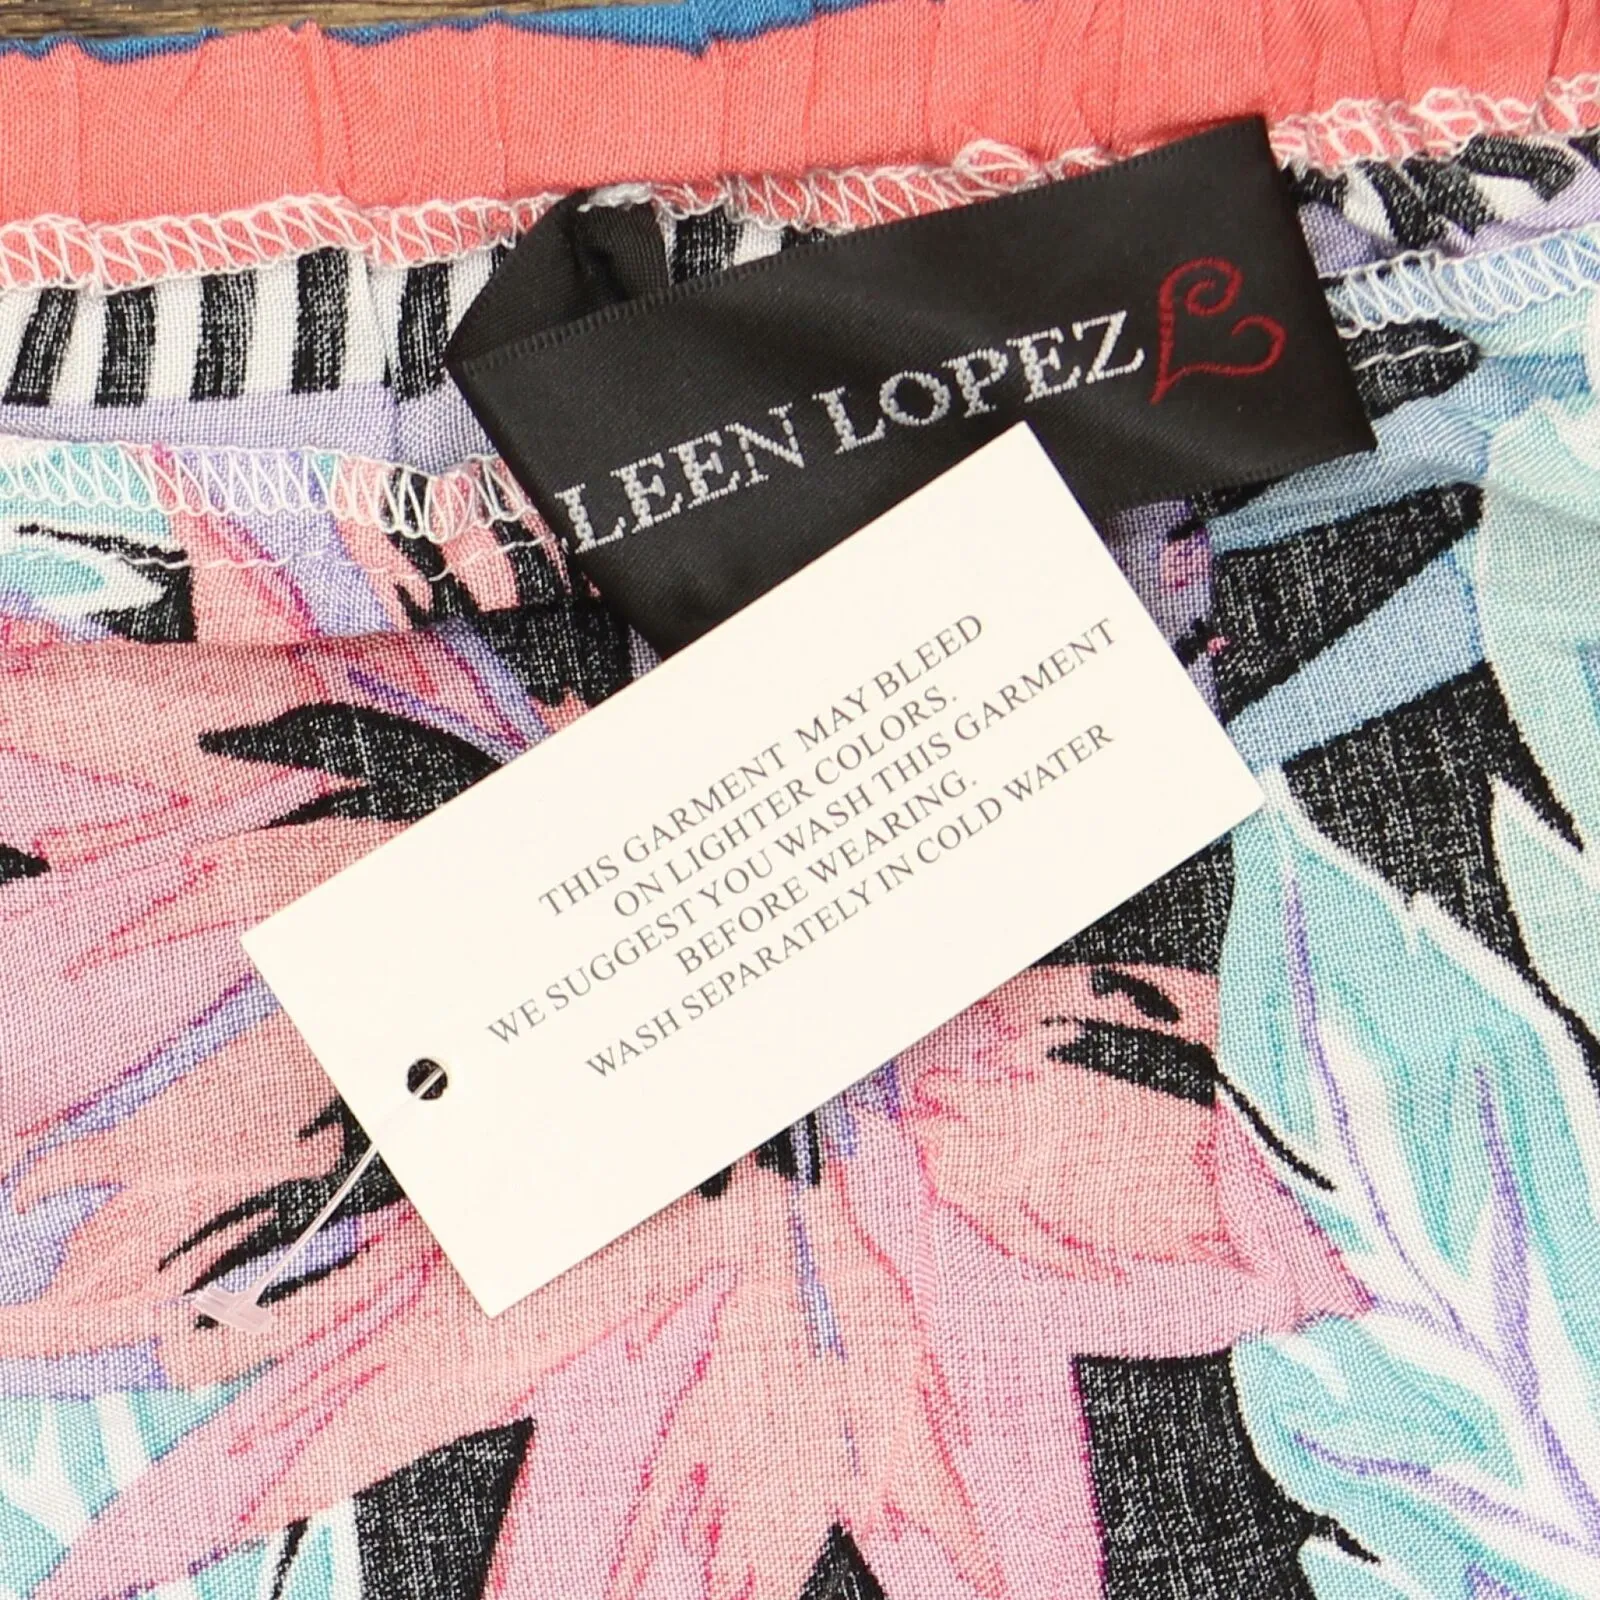 LEEN LOPEZ
THIS GARMENT MAY BLEED
ON LIGHTER COLORS.
WE SUGGEST YOU WASH THIS GARMENT
BEFORE WEARING.
WASH SEPARATELY IN COLD WATER